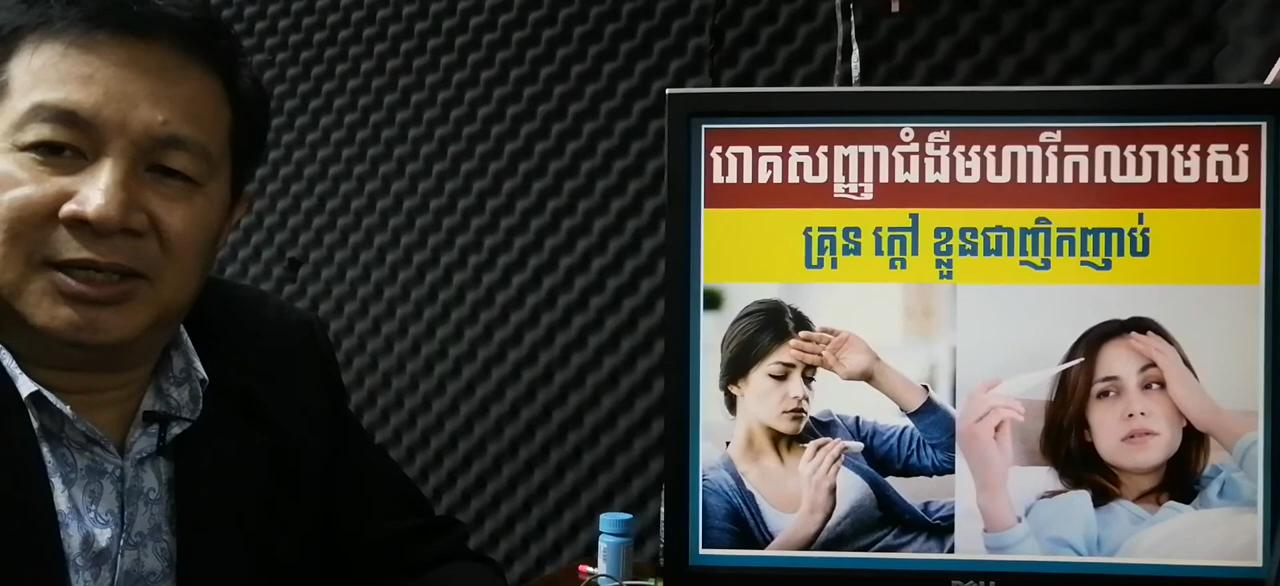 រោគសញ្ញាជំងឺមហារីកឈាមស
គ្រុន ក្តៅ ខ្លួនជាញឹកញាប់